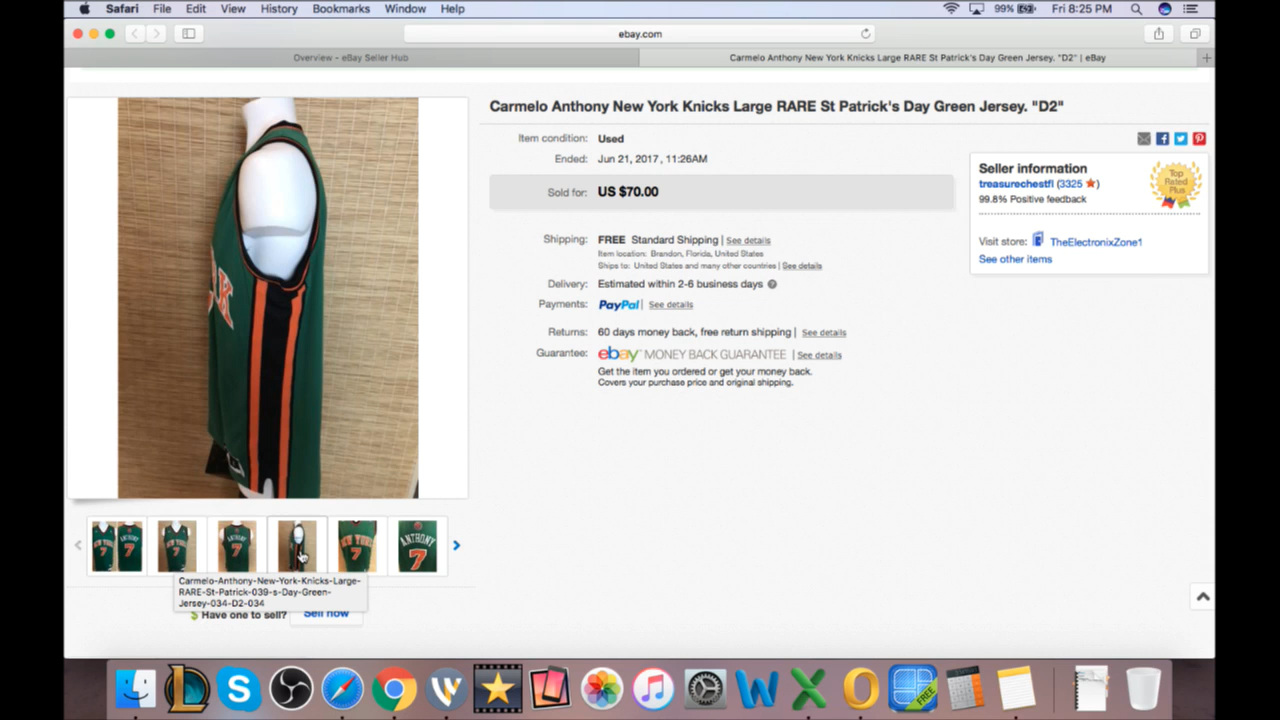 Safari File Edit View History Bookmarks Window Help 99% Fri 8:25 PM
ebay.com
Overview – eBay Seller Hub
Carmelo Anthony New York Knicks Large RARE St Patrick's Day Green Jersey. "D2" | eBay
Carmelo Anthony New York Knicks Large RARE St Patrick's Day Green Jersey. "D2"
Item condition: Used
Ended: Jun 21, 2017 , 11:26AM
Sold for: US $70.00
Shipping: FREE Standard Shipping | See details
Item location: Brandon, Florida, United States
Ships to: United States and many other countries | See details
Delivery: Estimated within 2-6 business days
Payments: PayPal | See details
Returns: 60 days money back, free return shipping | See details
Guarantee: ebay MONEY BACK GUARANTEE | See details
Get the item you ordered or get your money back.
Covers your purchase price and original shipping.
Seller information
treasurechestfl (3325 )
99.8% Positive feedback
Top
Rated
Plus
Visit store: TheElectronixZone1
See other items
NEW YORK
7
ANTHONY
7
Carmelo-Anthony-New-York-Knicks-Large-
RARE-St-Patrick-039-s-Day-Green-
Jersey-034-D2-034
Have one to sell? Sell now
FREE